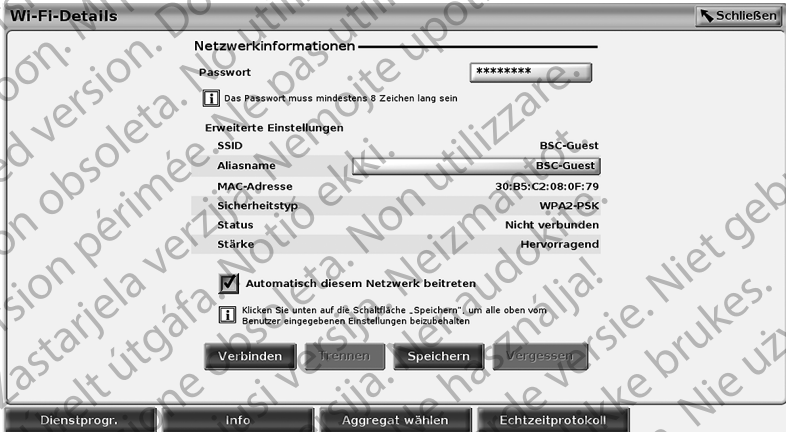 Wi-Fi-Details
Schließen
Netzwerkinformationen
Passwort ********
Das Passwort muss mindestens 8 Zeichen lang sein
Erweiterte Einstellungen
SSID BSC-Guest
Aliasname BSC-Guest
MAC-Adresse 30:B5:C2:08:0F:79
Sicherheitstyp WPA2-PSK
Status Nicht verbunden
Stärke Hervorragend
Automatisch diesem Netzwerk beitreten
Klicken Sie unten auf die Schaltfläche „Speichern“, um alle oben vom
Benutzer eingegebenen Einstellungen beizubehalten
Verbinden Trennen Speichern Vergessen
Dienstprogr. Info Aggregat wählen Echtzeitprotokoll